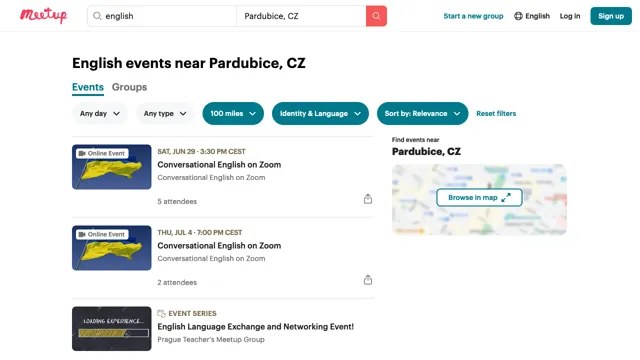 Meetup
english
Pardubice, CZ
Start a new group
English
Log in
Sign up
English events near Pardubice, CZ
Events
Groups
Any day
Any type
100 miles
Identity & Language
Sort by: Relevance
Reset filters
Online Event
SAT, JUN 29 · 3:30 PM CEST
Conversational English on Zoom
Conversational English on Zoom
5 attendees
Find events near
Pardubice, CZ
Browse in map
Online Event
THU, JUL 4 · 7:00 PM CEST
Conversational English on Zoom
Conversational English on Zoom
2 attendees
LOADING EXPERIENCE...
EVENT SERIES
English Language Exchange and Networking Event!
Prague Teacher's Meetup Group